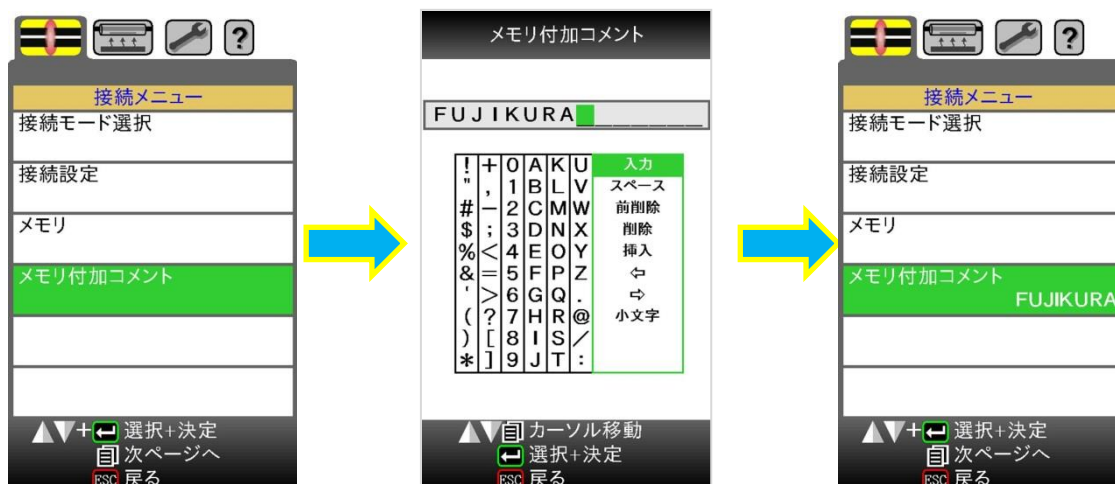 ?
接続メニュー
接続モード選択
接続設定
メモリ
メモリ付加コメント
+ 選択+決定
次ページへ
ESC 戻る
メモリ付加コメント
FUJIKURA
! + 0 A K U 入力
" , 1 B L V スペース
# − 2 C M W 前削除
$ ; 3 D N X 削除
% < 4 E O Y 挿入
& = 5 F P Z ⇦
' > 6 G Q . ⇨
( ? 7 H R @ 小文字
) [ 8 I S /
* ] 9 J T :
カーソル移動
選択+決定
ESC 戻る
?
接続メニュー
接続モード選択
接続設定
メモリ
メモリ付加コメント
FUJIKURA
+ 選択+決定
次ページへ
ESC 戻る